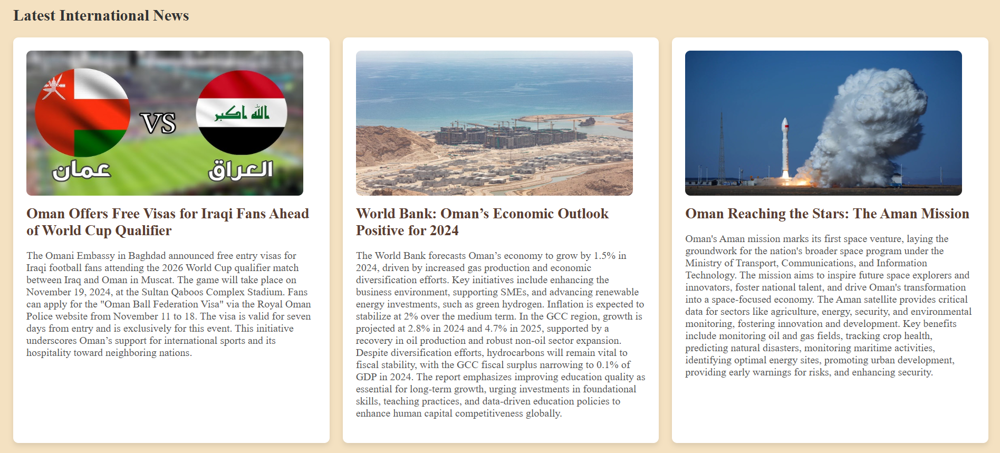 Latest International News
عمان
VS
العراق
الله اكبر
Oman Offers Free Visas for Iraqi Fans Ahead
of World Cup Qualifier
The Omani Embassy in Baghdad announced free entry visas for
Iraqi football fans attending the 2026 World Cup qualifier match
between Iraq and Oman in Muscat. The game will take place on
November 19, 2024, at the Sultan Qaboos Complex Stadium. Fans
can apply for the "Oman Ball Federation Visa" via the Royal Oman
Police website from November 11 to 18. The visa is valid for seven
days from entry and is exclusively for this event. This initiative
underscores Oman’s support for international sports and its
hospitality toward neighboring nations.
World Bank: Oman’s Economic Outlook
Positive for 2024
The World Bank forecasts Oman’s economy to grow by 1.5% in
2024, driven by increased gas production and economic
diversification efforts. Key initiatives include enhancing the
business environment, supporting SMEs, and advancing renewable
energy investments, such as green hydrogen. Inflation is expected to
stabilize at 2% over the medium term. In the GCC region, growth is
projected at 2.8% in 2024 and 4.7% in 2025, supported by a
recovery in oil production and robust non-oil sector expansion.
Despite diversification efforts, hydrocarbons will remain vital to
fiscal stability, with the GCC fiscal surplus narrowing to 0.1% of
GDP in 2024. The report emphasizes improving education quality as
essential for long-term growth, urging investments in foundational
skills, teaching practices, and data-driven education policies to
enhance human capital competitiveness globally.
Oman Reaching the Stars: The Aman Mission
Oman's Aman mission marks its first space venture, laying the
groundwork for the nation's broader space program under the
Ministry of Transport, Communications, and Information
Technology. The mission aims to inspire future space explorers and
innovators, foster national talent, and drive Oman's transformation
into a space-focused economy. The Aman satellite provides critical
data for sectors like agriculture, energy, security, and environmental
monitoring, fostering innovation and development. Key benefits
include monitoring oil and gas fields, tracking crop health,
predicting natural disasters, monitoring maritime activities,
identifying optimal energy sites, promoting urban development,
providing early warnings for risks, and enhancing security.